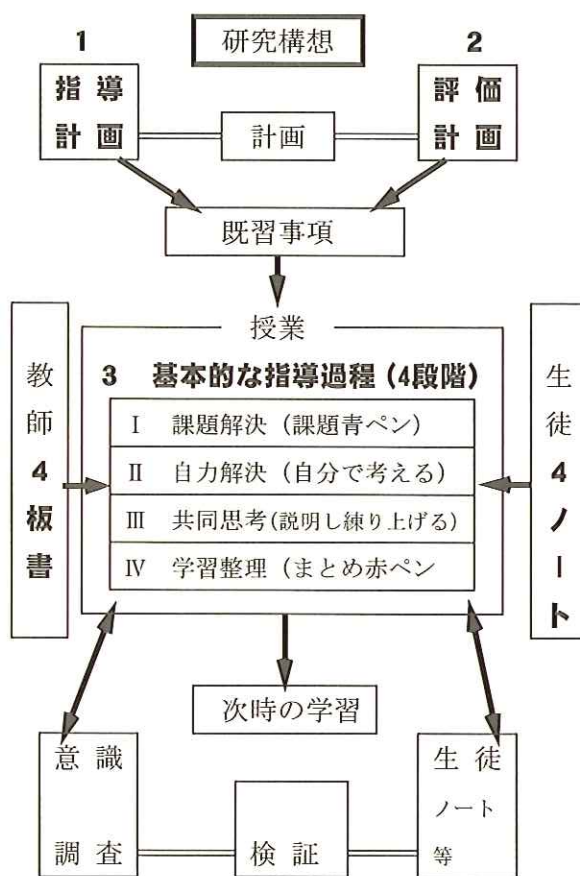 研究構想
1
指導
計画
計画
2
評価
計画
既習事項
授業
教師4板書
3 基本的な指導過程(4段階)
Ⅰ 課題解決(課題青ペン)
Ⅱ 自力解決(自分で考える)
Ⅲ 共同思考(説明し練り上げる)
Ⅳ 学習整理(まとめ赤ペン
生徒4ノート
次時の学習
意識
調査
検証
生徒
ノート
等